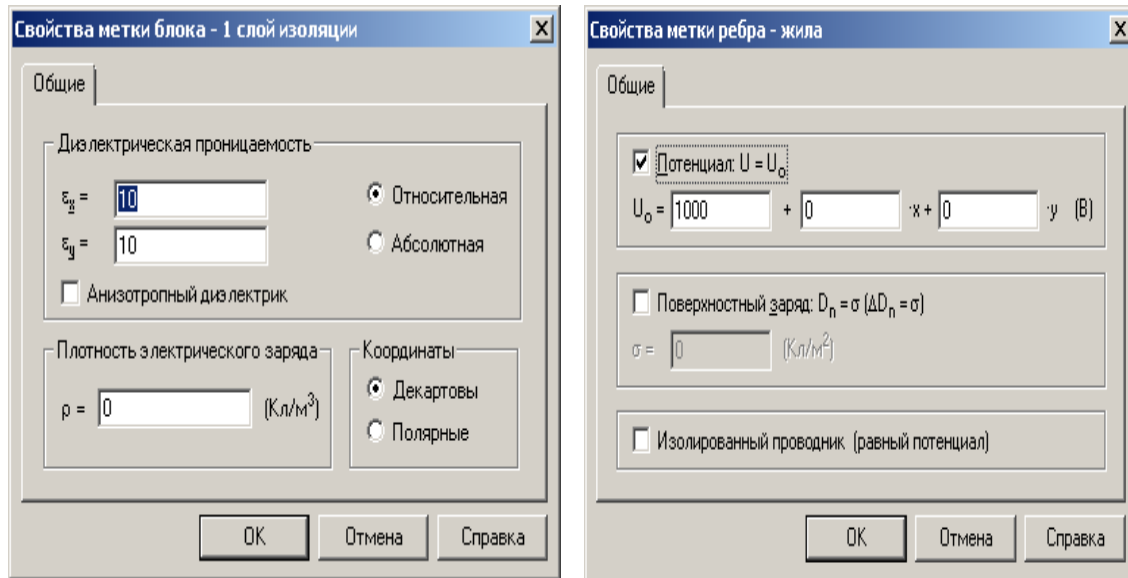 Свойства метки блока - 1 слой изоляции
Общие
Диэлектрическая проницаемость
εx = 10
Относительная
εy = 10
Абсолютная
Анизотропный диэлектрик
Плотность электрического заряда
ρ = 0 (Кл/м³)
Координаты
Декартовы
Полярные
ОК Отмена Справка
Свойства метки ребра - жила
Общие
Потенциал: U = Uo
Uo = 1000 + 0 ·x + 0 ·y (В)
Поверхностный заряд: Dn = σ (ΔDn = σ)
σ = 0 (Кл/м²)
Изолированный проводник (равный потенциал)
ОК Отмена Справка